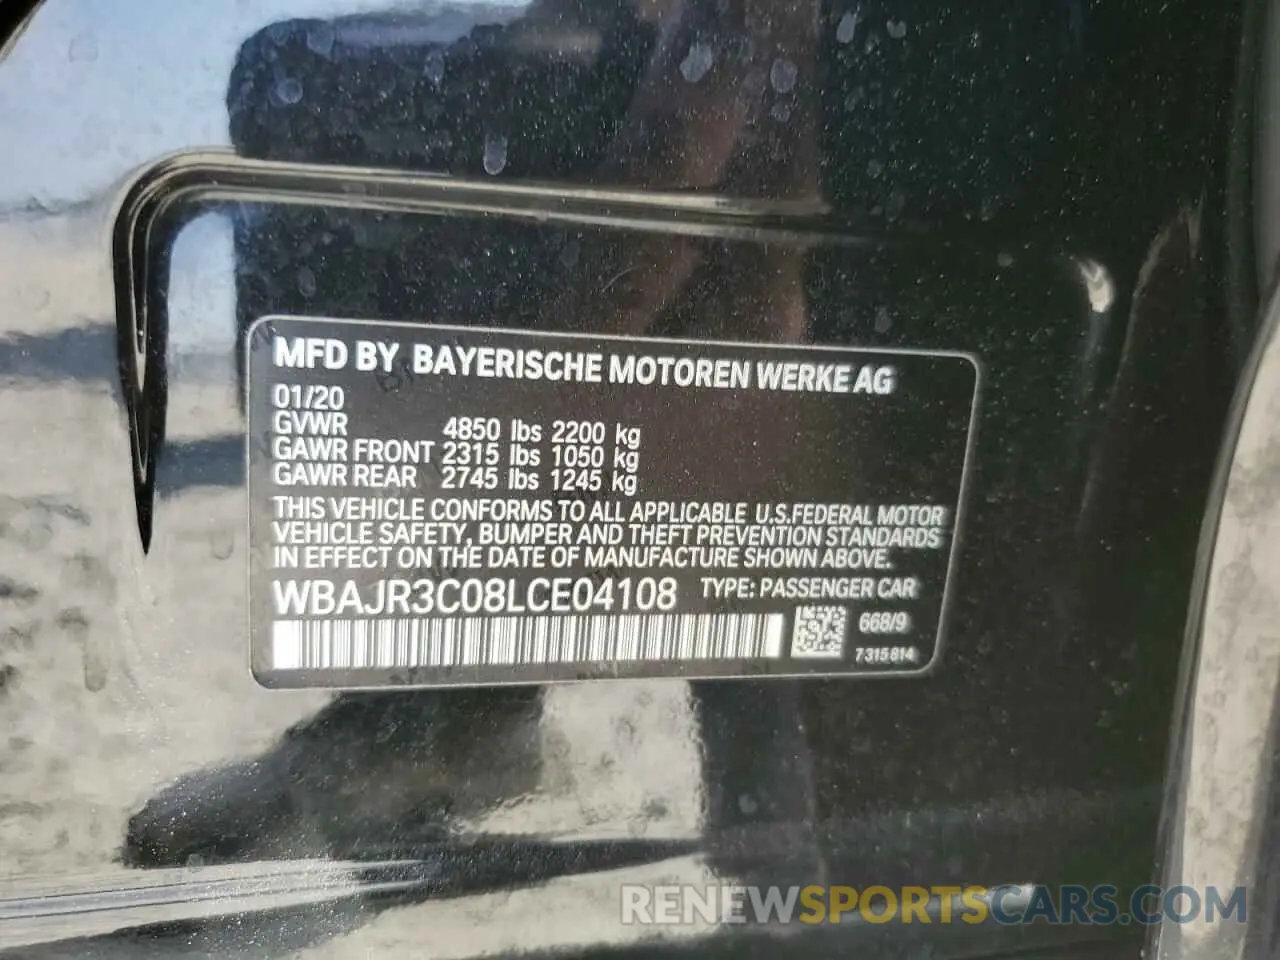 MFD BY BAYERISCHE MOTOREN WERKE AG
01/20
GVWR 4850 lbs 2200 kg
GAWR FRONT 2315 lbs 1050 kg
GAWR REAR 2745 lbs 1245 kg
THIS VEHICLE CONFORMS TO ALL APPLICABLE U.S.FEDERAL MOTOR
VEHICLE SAFETY, BUMPER AND THEFT PREVENTION STANDARDS
IN EFFECT ON THE DATE OF MANUFACTURE SHOWN ABOVE.
WBAJR3C08LCE04108 TYPE: PASSENGER CAR
668/9
7 315 814
RENEWSPORTSCARS.COM